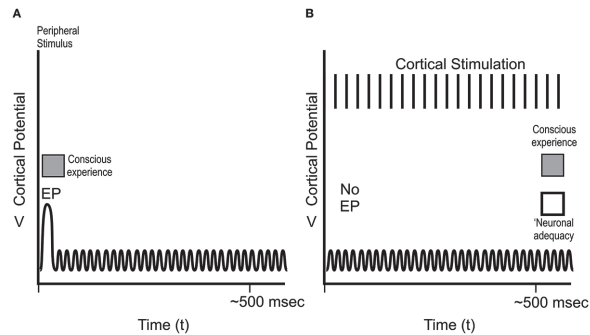 A
Peripheral
Stimulus
Cortical Potential
V
Conscious
experience
EP
~500 msec
Time (t)
B
Cortical Stimulation
Cortical Potential
V
Conscious
experience
No
EP
'Neuronal
adequacy
~500 msec
Time (t)